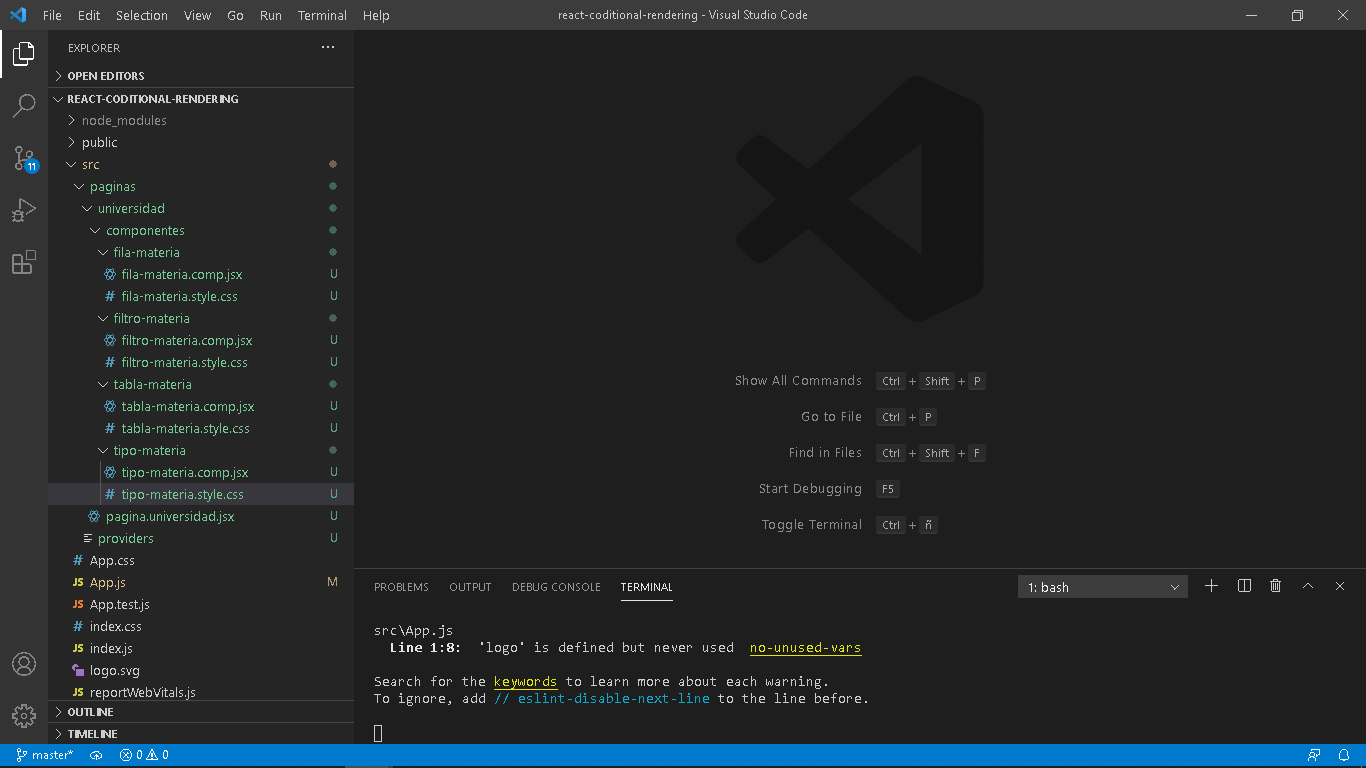 File Edit Selection View Go Run Terminal Help react-coditional-rendering - Visual Studio Code
EXPLORER
OPEN EDITORS
REACT-CODITIONAL-RENDERING
node_modules
public
src
paginas
universidad
componentes
fila-materia
fila-materia.comp.jsx U
# fila-materia.style.css U
filtro-materia
filtro-materia.comp.jsx U
# filtro-materia.style.css U
tabla-materia
tabla-materia.comp.jsx U
# tabla-materia.style.css U
tipo-materia
tipo-materia.comp.jsx U
# tipo-materia.style.css U
pagina.universidad.jsx U
providers U
# App.css
JS App.js M
JS App.test.js
# index.css
JS index.js
logo.svg
JS reportWebVitals.js
OUTLINE
TIMELINE
11
Show All Commands Ctrl + Shift + P
Go to File Ctrl + P
Find in Files Ctrl + Shift + F
Start Debugging F5
Toggle Terminal Ctrl + ñ
PROBLEMS OUTPUT DEBUG CONSOLE TERMINAL 1: bash
src\App.js
Line 1:8: 'logo' is defined but never used no-unused-vars
Search for the keywords to learn more about each warning.
To ignore, add // eslint-disable-next-line to the line before.
master* 0 0